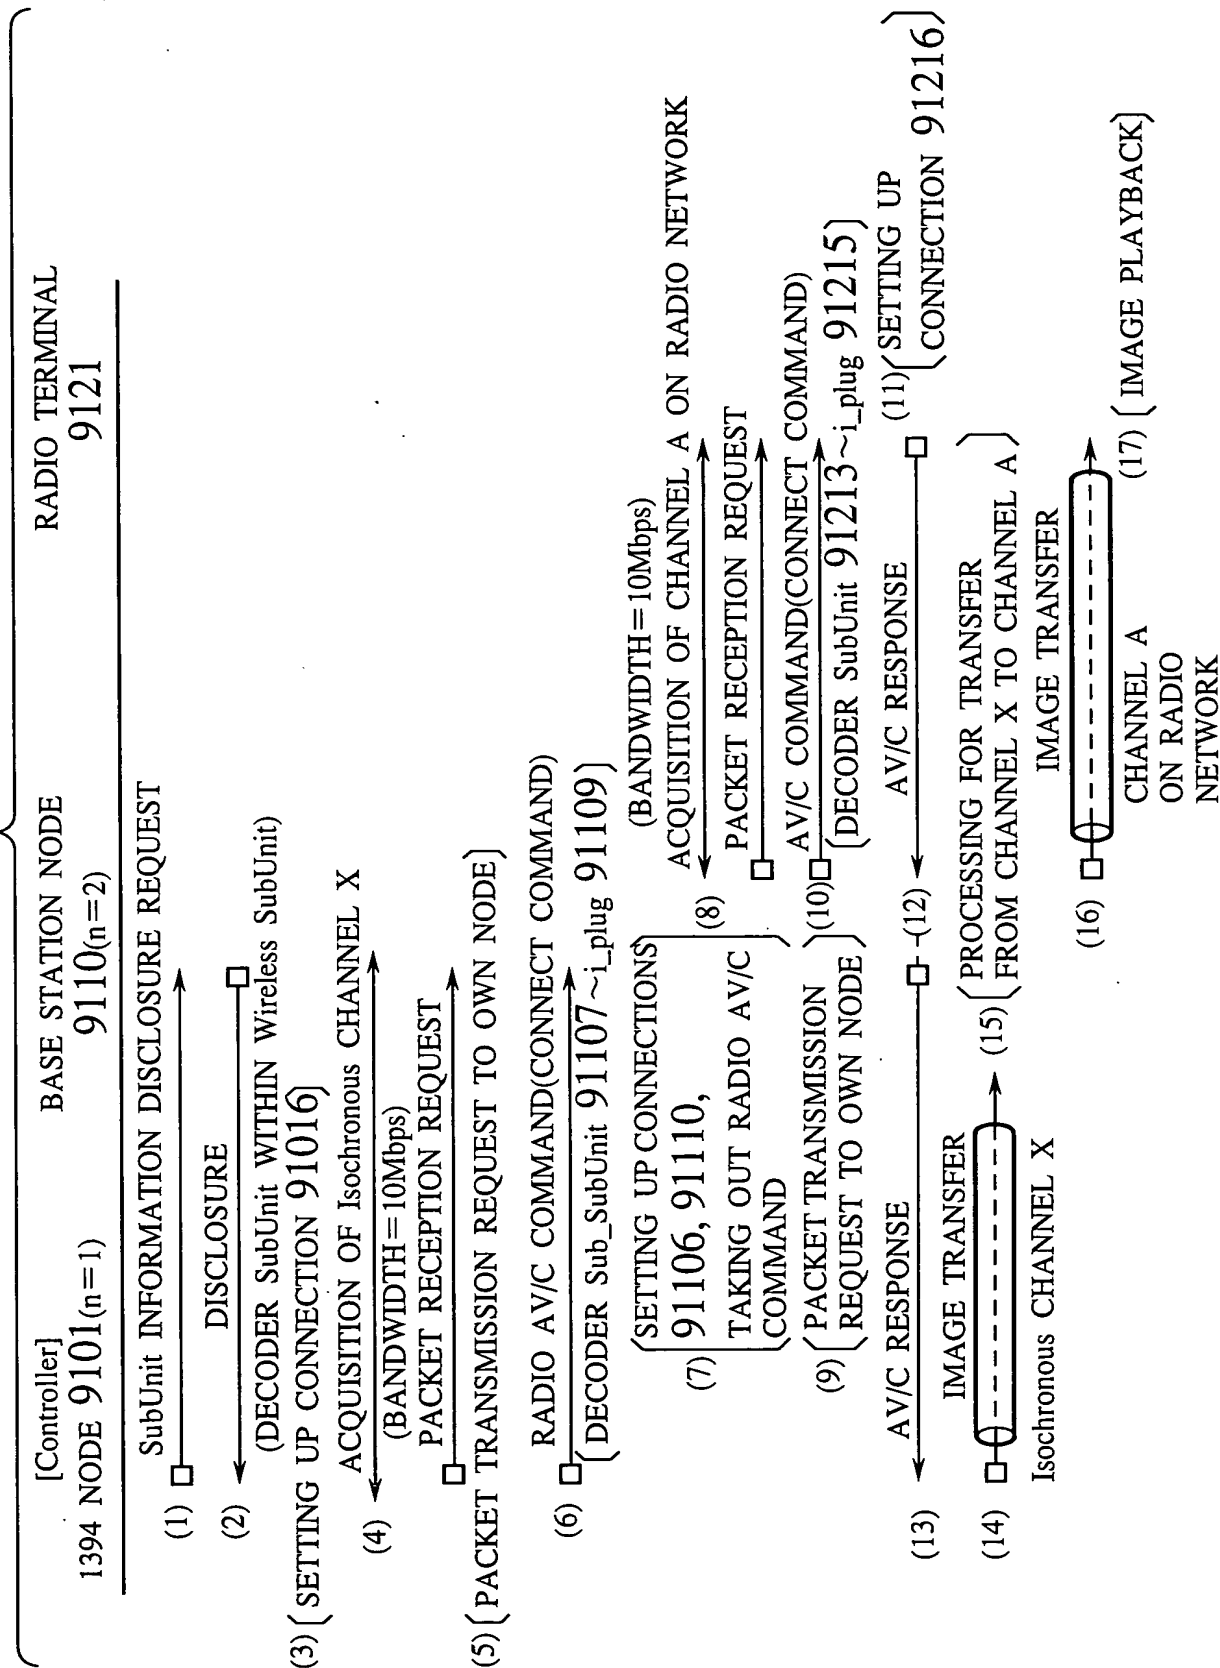 [Controller]
1394 NODE 9101(n=1)
BASE STATION NODE
9110(n=2)
RADIO TERMINAL
9121
SubUnit INFORMATION DISCLOSURE REQUEST
(1)
DISCLOSURE
(2)
(DECODER SubUnit WITHIN Wireless SubUnit)
(3) [SETTING UP CONNECTION 91016]
ACQUISITION OF Isochronous CHANNEL X
(4)
(BANDWIDTH=10Mbps)
PACKET RECEPTION REQUEST
(5) [PACKET TRANSMISSION REQUEST TO OWN NODE]
RADIO AV/C COMMAND(CONNECT COMMAND)
(6)
[DECODER Sub_SubUnit 91107~i_plug 91109]
(7)
[SETTING UP CONNECTIONS
91106, 91110,
TAKING OUT RADIO AV/C
COMMAND]
(BANDWIDTH=10Mbps)
ACQUISITION OF CHANNEL A ON RADIO NETWORK
(8)
PACKET RECEPTION REQUEST
(9) [PACKET TRANSMISSION
REQUEST TO OWN NODE]
AV/C COMMAND(CONNECT COMMAND)
(10)
[DECODER SubUnit 91213~i_plug 91215]
(11) [SETTING UP
CONNECTION 91216]
AV/C RESPONSE
(12)
AV/C RESPONSE
(13)
IMAGE TRANSFER
(14)
Isochronous CHANNEL X
(15) [PROCESSING FOR TRANSFER
FROM CHANNEL X TO CHANNEL A]
IMAGE TRANSFER
(16)
CHANNEL A
ON RADIO
NETWORK
(17) [IMAGE PLAYBACK]